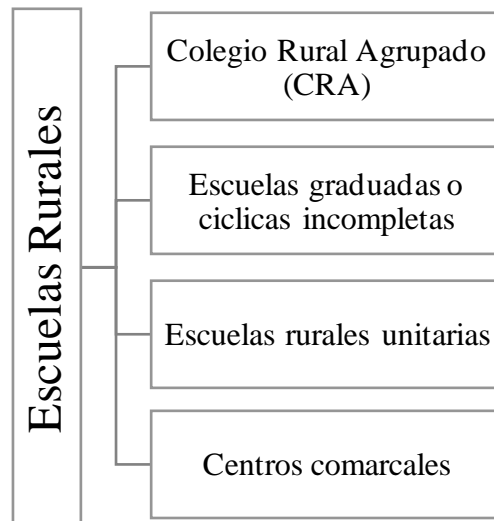 Escuelas Rurales
Colegio Rural Agrupado
(CRA)
Escuelas graduadas o
ciclicas incompletas
Escuelas rurales unitarias
Centros comarcales